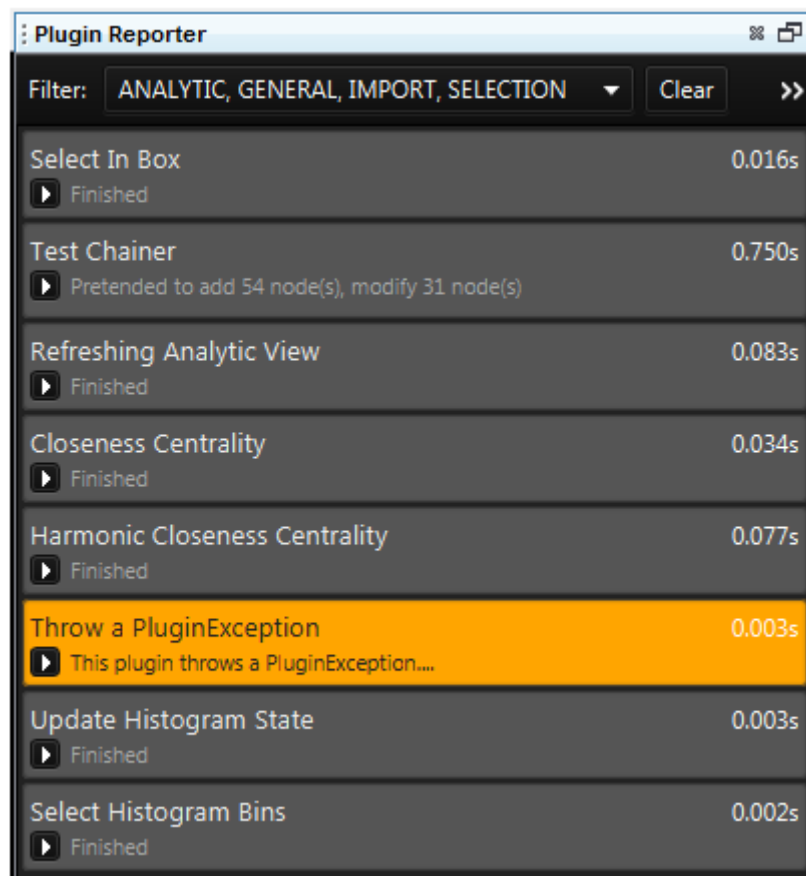 Plugin Reporter
Filter: ANALYTIC, GENERAL, IMPORT, SELECTION Clear »
Select In Box 0.016s
Finished
Test Chainer 0.750s
Pretended to add 54 node(s), modify 31 node(s)
Refreshing Analytic View 0.083s
Finished
Closeness Centrality 0.034s
Finished
Harmonic Closeness Centrality 0.077s
Finished
Throw a PluginException 0.003s
This plugin throws a PluginException....
Update Histogram State 0.003s
Finished
Select Histogram Bins 0.002s
Finished